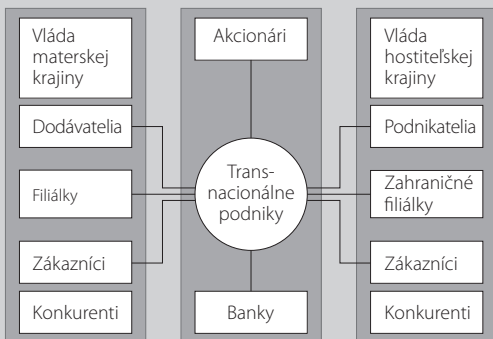 Vláda
materskej
krajiny
Dodávatelia
Filiálky
Zákazníci
Konkurenti
Akcionári
Trans-
nacionálne
podniky
Banky
Vláda
hostiteľskej
krajiny
Podnikatelia
Zahraničné
filiálky
Zákazníci
Konkurenti